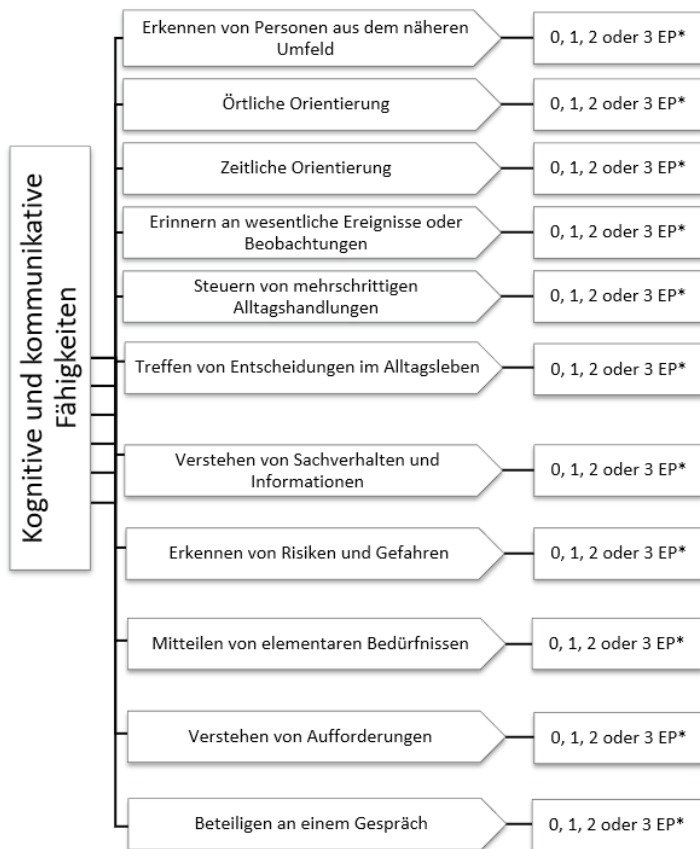 Kognitive und kommunikative
Fähigkeiten
Erkennen von Personen aus dem näheren
Umfeld
0, 1, 2 oder 3 EP*
Örtliche Orientierung
0, 1, 2 oder 3 EP*
Zeitliche Orientierung
0, 1, 2 oder 3 EP*
Erinnern an wesentliche Ereignisse oder
Beobachtungen
0, 1, 2 oder 3 EP*
Steuern von mehrschrittigen
Alltagshandlungen
0, 1, 2 oder 3 EP*
Treffen von Entscheidungen im Alltagsleben
0, 1, 2 oder 3 EP*
Verstehen von Sachverhalten und
Informationen
0, 1, 2 oder 3 EP*
Erkennen von Risiken und Gefahren
0, 1, 2 oder 3 EP*
Mitteilen von elementaren Bedürfnissen
0, 1, 2 oder 3 EP*
Verstehen von Aufforderungen
0, 1, 2 oder 3 EP*
Beteiligen an einem Gespräch
0, 1, 2 oder 3 EP*